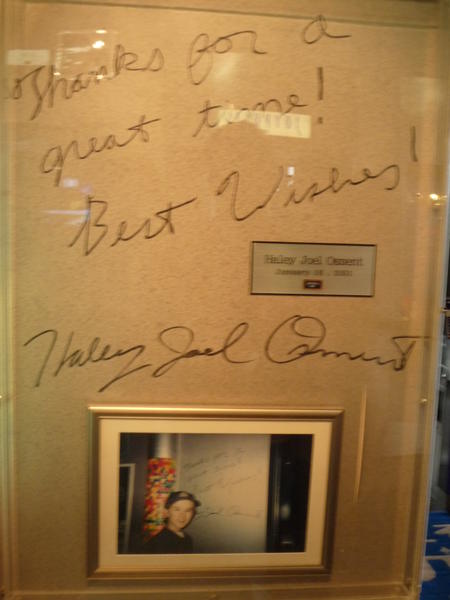 Thanks for a
great time!
Best Wishes!
Haley Joel Osment
Haley Joel Osment